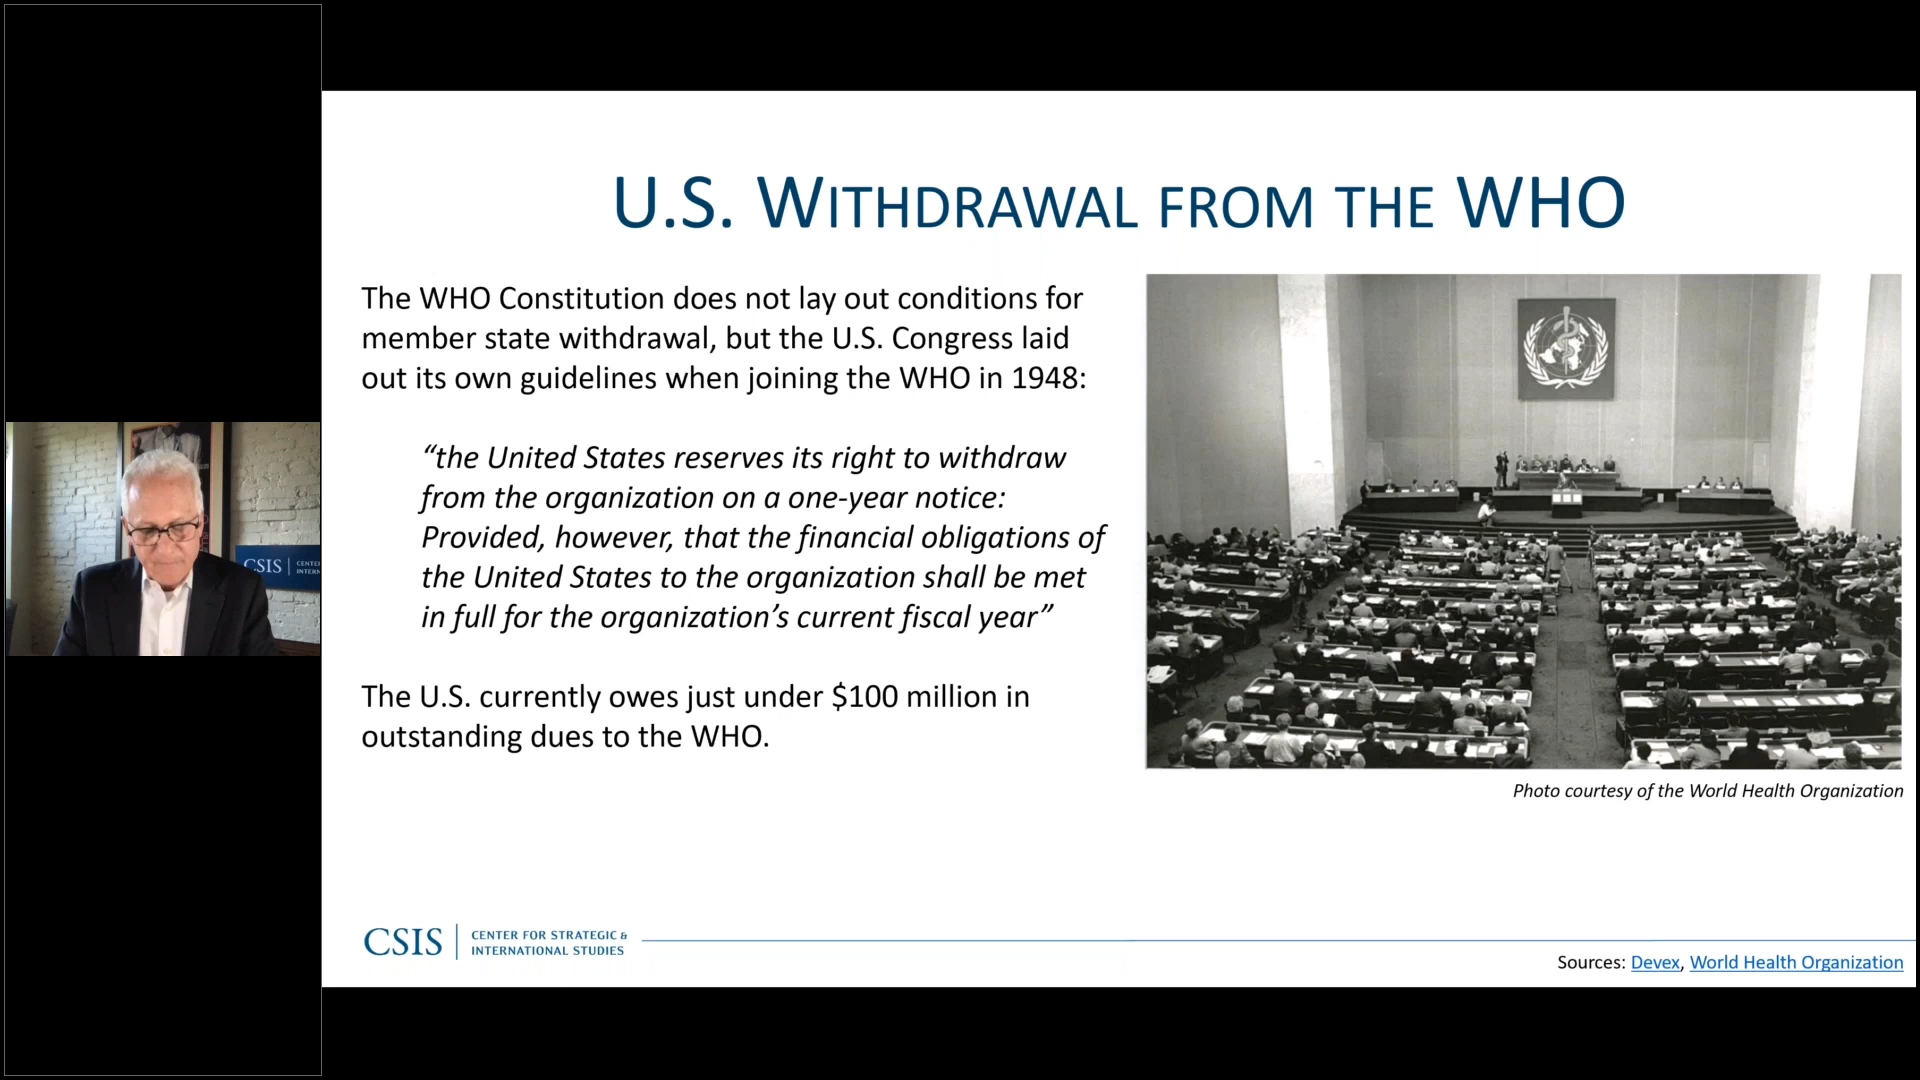 U.S. WITHDRAWAL FROM THE WHO
The WHO Constitution does not lay out conditions for
member state withdrawal, but the U.S. Congress laid
out its own guidelines when joining the WHO in 1948:
“the United States reserves its right to withdraw
from the organization on a one-year notice:
Provided, however, that the financial obligations of
the United States to the organization shall be met
in full for the organization’s current fiscal year”
The U.S. currently owes just under $100 million in
outstanding dues to the WHO.
Photo courtesy of the World Health Organization
CSIS
CENTER FOR STRATEGIC &
INTERNATIONAL STUDIES
Sources: Devex, World Health Organization
CSIS